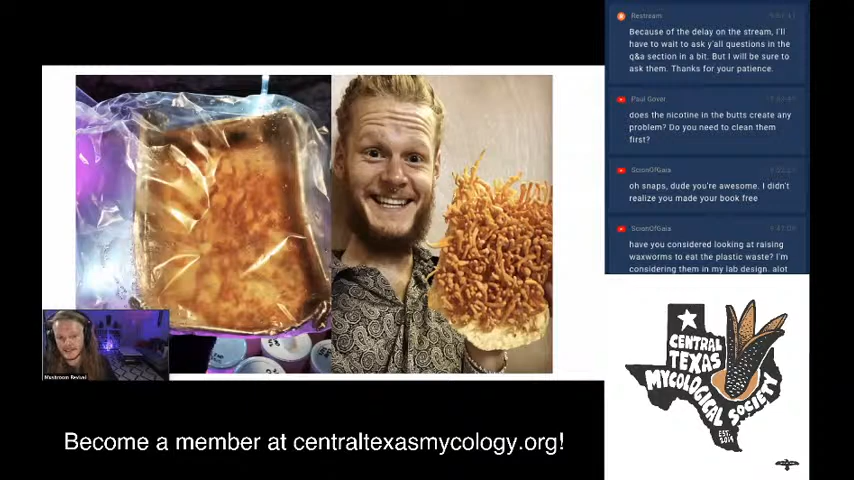 Restream
Because of the delay on the stream, I'll
have to wait to ask y'all questions in the
q&a section in a bit. But I will be sure to
ask them. Thanks for your patience.
Paul Gover
does the nicotine in the butts create any
problem? Do you need to clean them
first?
ScionOfGaia
oh snaps, dude you're awesome. I didn't
realize you made your book free
ScionOfGaia
have you considered looking at raising
waxworms to eat the plastic waste? I'm
considering them in my lab design. alot
Mushroom Revival
CENTRAL
TEXAS
MYCOLOGICAL
SOCIETY
EST.
2019
Become a member at centraltexasmycology.org!